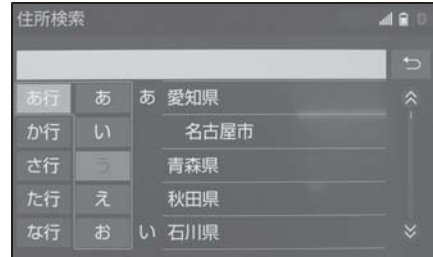 住所検索
あ行 あ あ 愛知県
か行 い 名古屋市
さ行 う 青森県
た行 え 秋田県
な行 お い 石川県